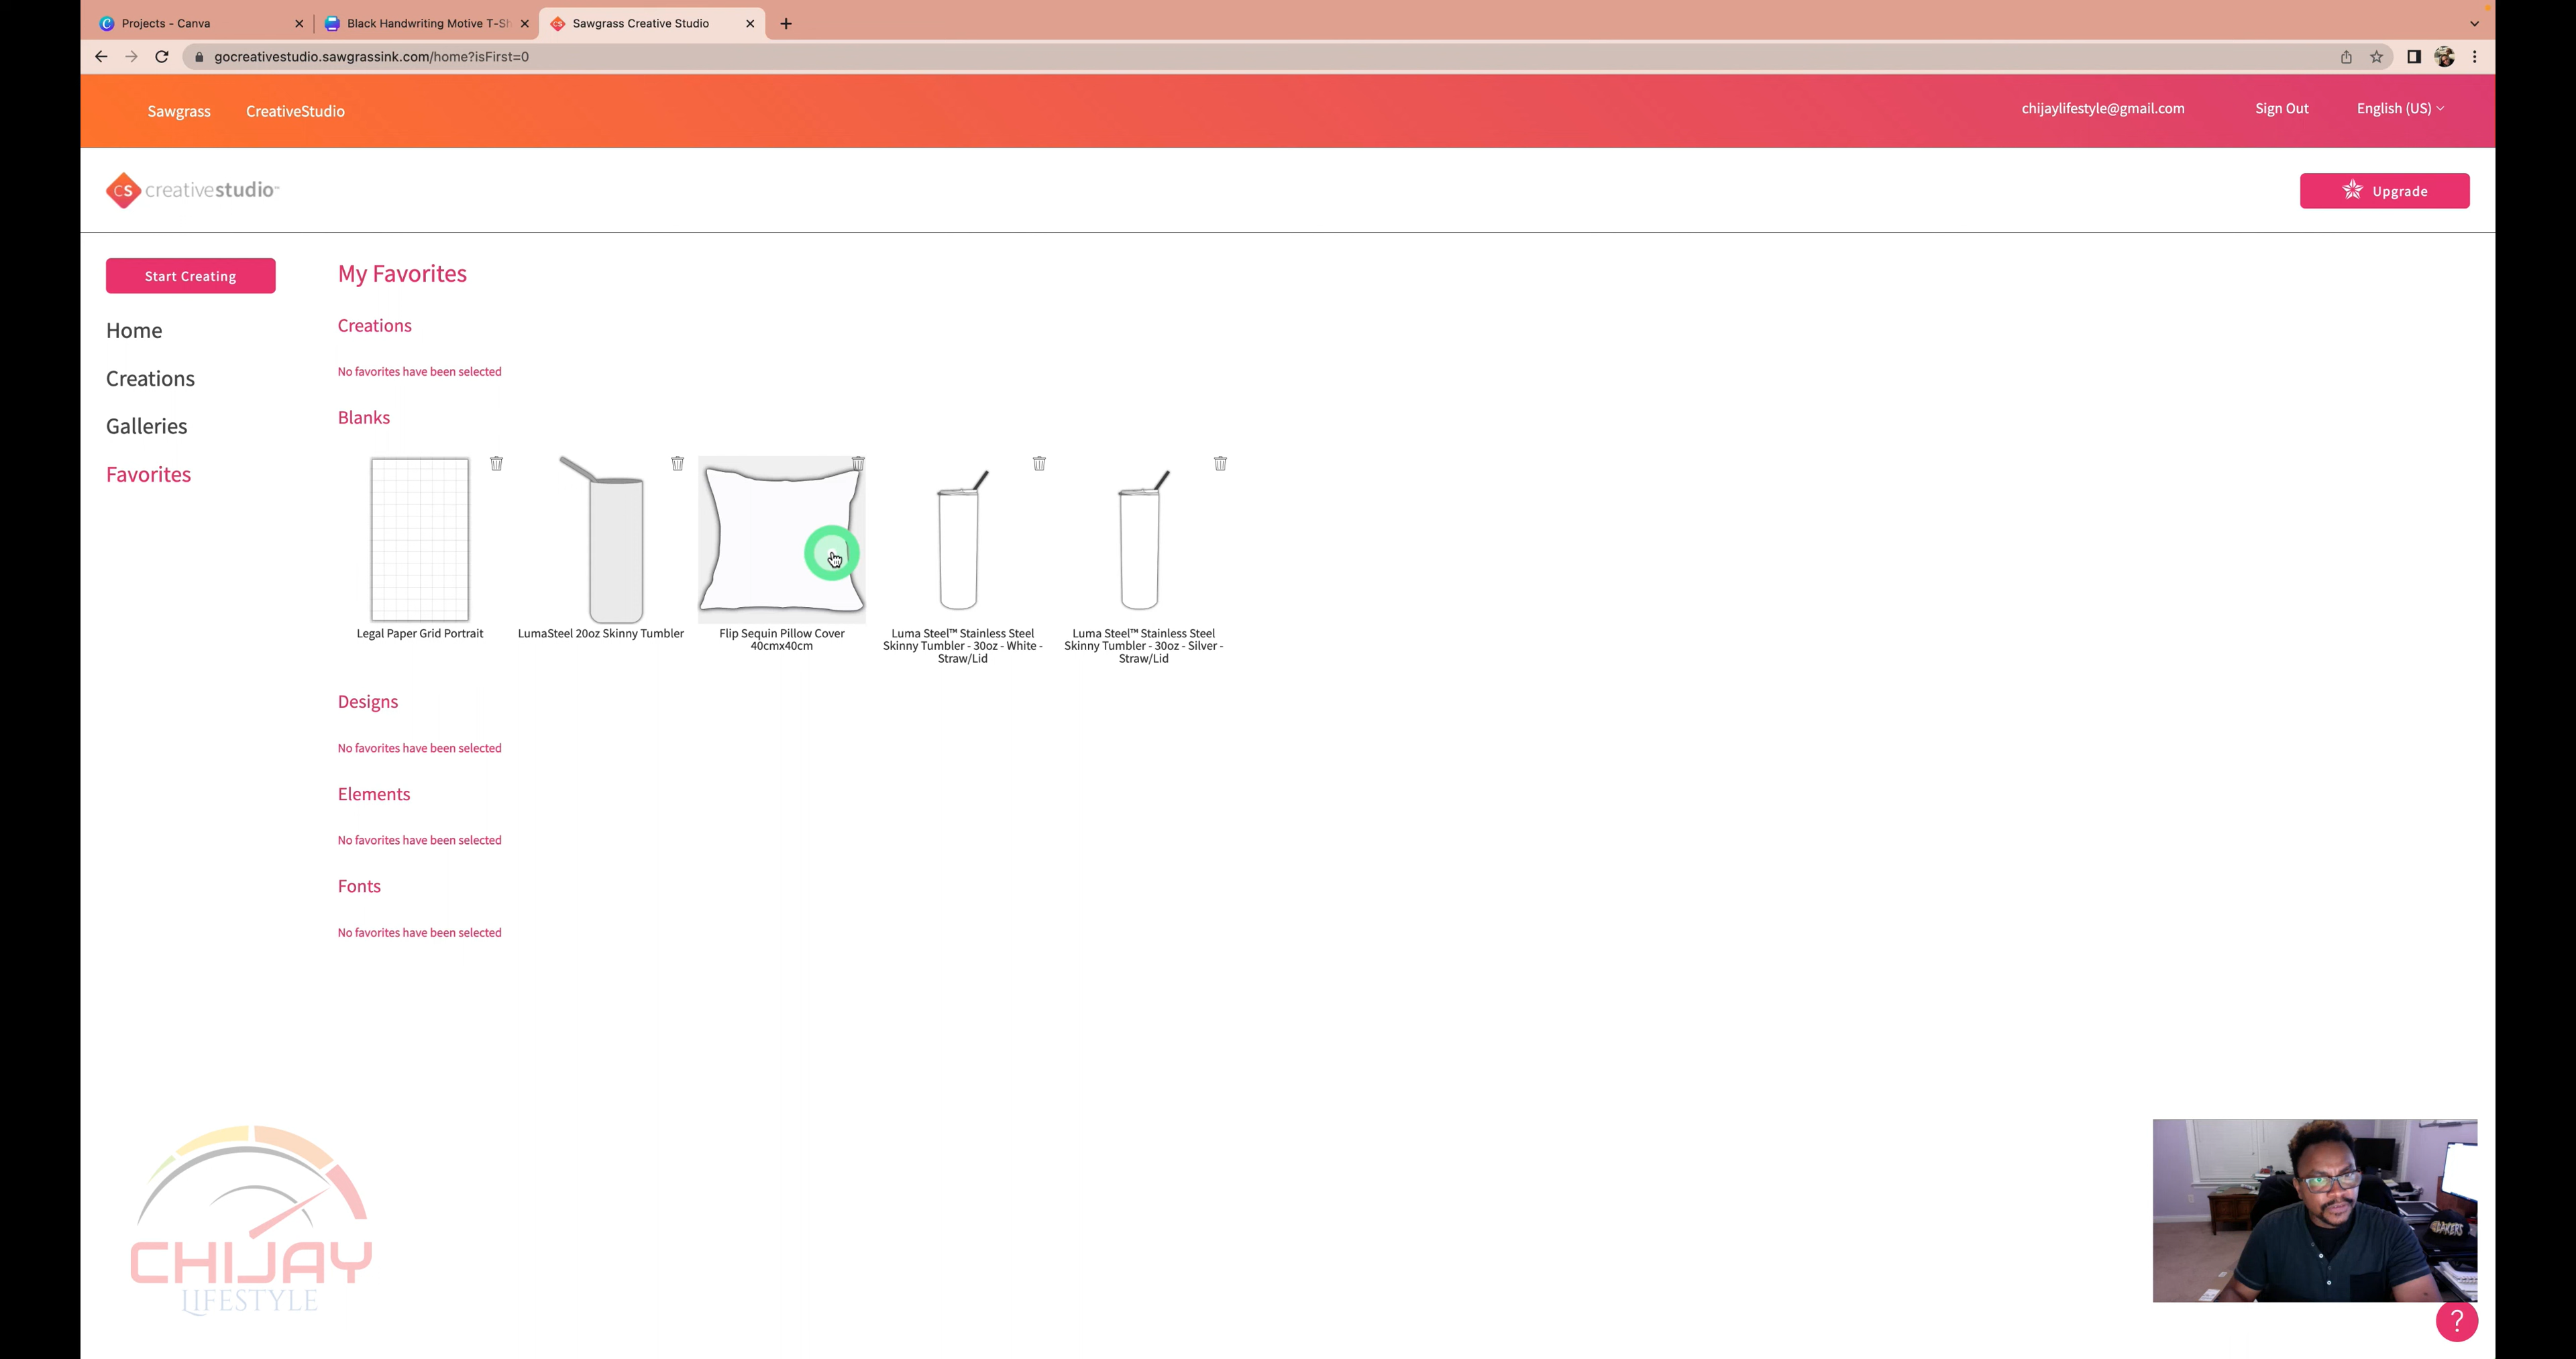 Projects - Canva
Black Handwriting Motive T-Sh
Sawgrass Creative Studio
gocreativestudio.sawgrassink.com/home?isFirst=0
Sawgrass
CreativeStudio
chijaylifestyle@gmail.com
Sign Out
English (US)
CS creativestudio
Upgrade
Start Creating
Home
Creations
Galleries
Favorites
My Favorites
Creations
No favorites have been selected
Blanks
Legal Paper Grid Portrait
LumaSteel 20oz Skinny Tumbler
Flip Sequin Pillow Cover
40cmx40cm
Luma Steel™ Stainless Steel
Skinny Tumbler - 30oz - White -
Straw/Lid
Luma Steel™ Stainless Steel
Skinny Tumbler - 30oz - Silver -
Straw/Lid
Designs
No favorites have been selected
Elements
No favorites have been selected
Fonts
No favorites have been selected
CHIJAY
LIFESTYLE
?